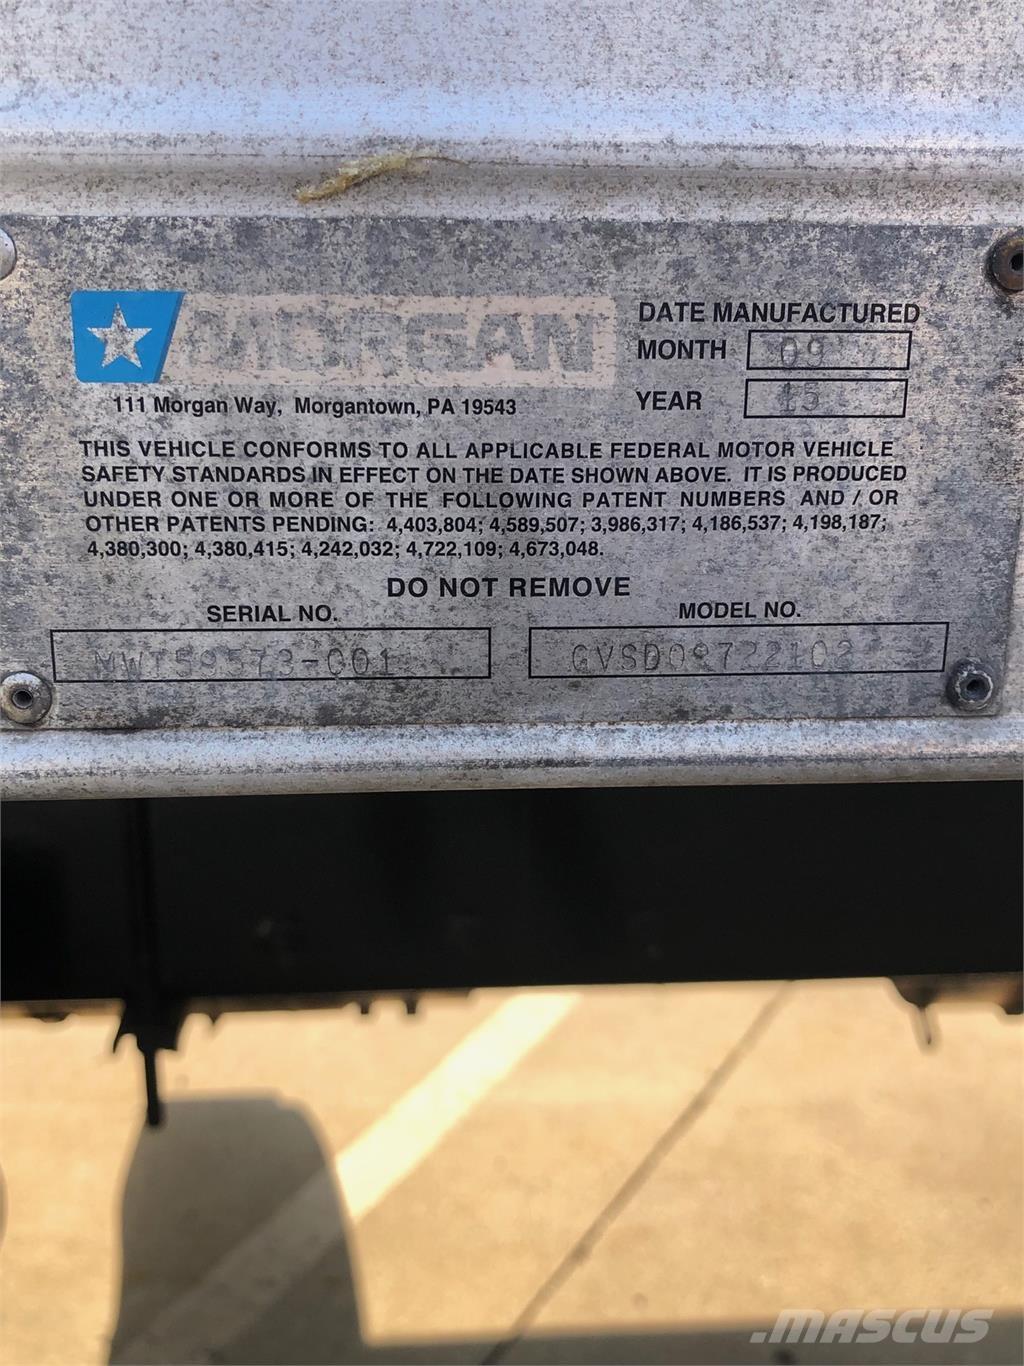 MORGAN
111 Morgan Way, Morgantown, PA 19543
DATE MANUFACTURED
MONTH 09
YEAR 15
THIS VEHICLE CONFORMS TO ALL APPLICABLE FEDERAL MOTOR VEHICLE
SAFETY STANDARDS IN EFFECT ON THE DATE SHOWN ABOVE. IT IS PRODUCED
UNDER ONE OR MORE OF THE FOLLOWING PATENT NUMBERS AND / OR
OTHER PATENTS PENDING: 4,403,804; 4,589,507; 3,986,317; 4,186,537; 4,198,187;
4,380,300; 4,380,415; 4,242,032; 4,722,109; 4,673,048.
DO NOT REMOVE
SERIAL NO.
MWT59573-001
MODEL NO.
GVSD09722102
MASCUS